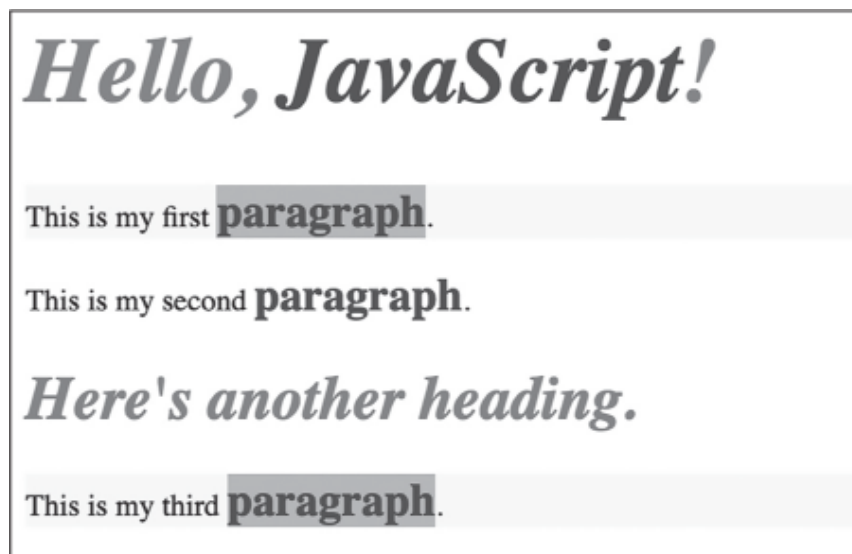 Hello, JavaScript!
This is my first paragraph.
This is my second paragraph.
Here's another heading.
This is my third paragraph.